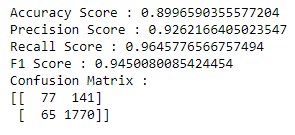 Accuracy Score : 0.8996590355577204
Precision Score : 0.9262166405023547
Recall Score : 0.9645776566757494
F1 Score : 0.9450080085424454
Confusion Matrix :
[[  77  141]
 [  65 1770]]